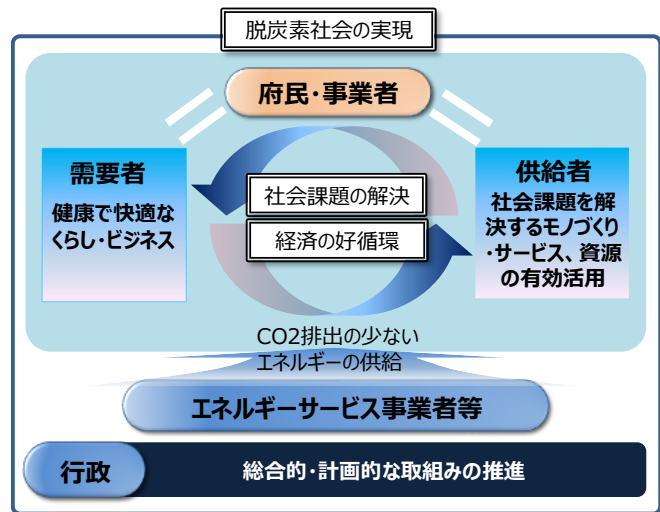 脱炭素社会の実現
府民・事業者
需要者
健康で快適な
くらし・ビジネス
社会課題の解決
経済の好循環
供給者
社会課題を解
決するモノづくり
・サービス、資源
の有効活用
CO2排出の少ない
エネルギーの供給
エネルギーサービス事業者等
行政
総合的・計画的な取組みの推進